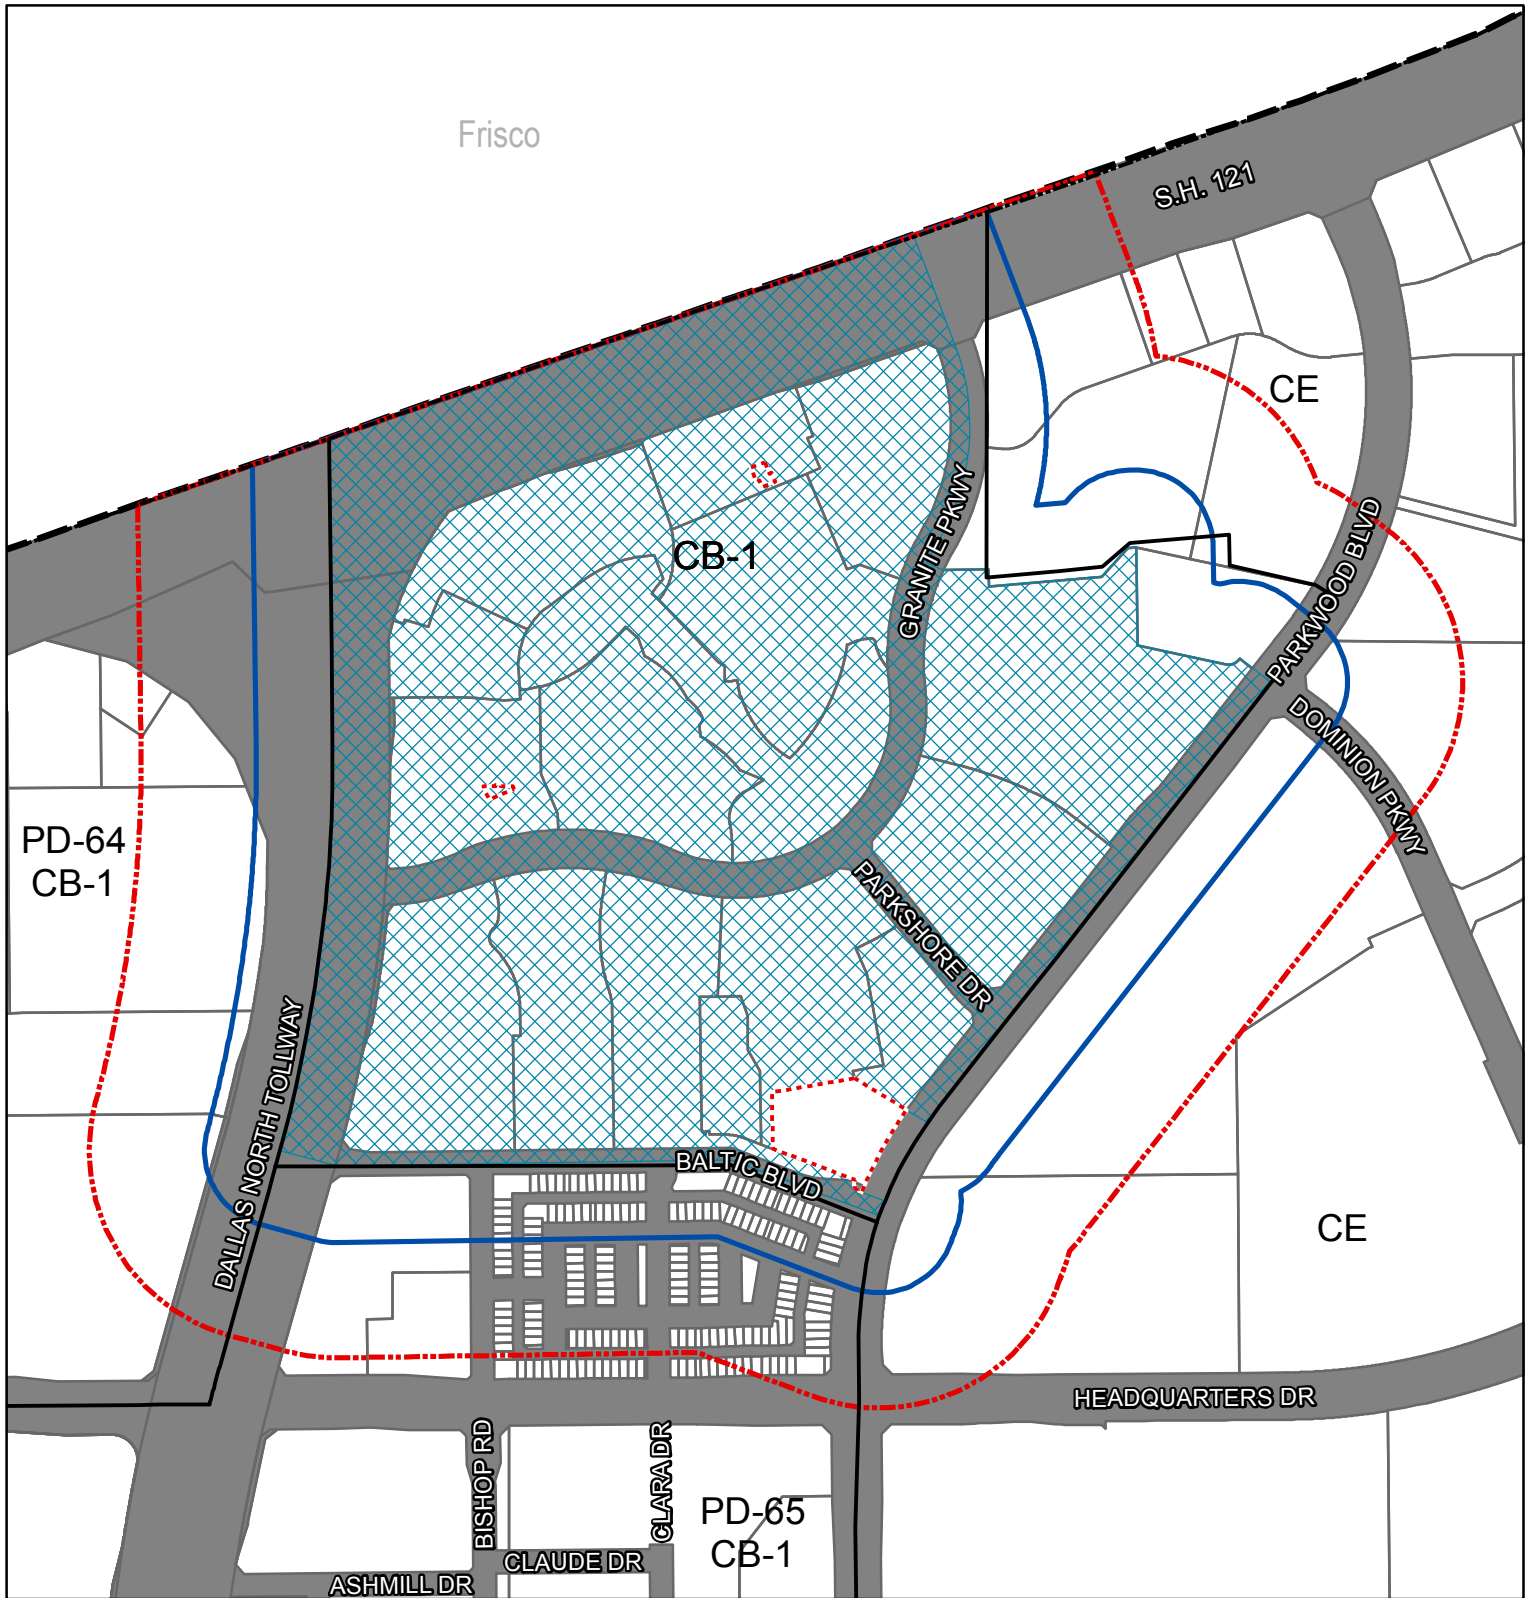 Frisco
S.H. 121
CE
GRANITE PKWY
CB-1
PARKWOOD BLVD
DOMINION PKWY
PD-64
CB-1
PARKSHORE DR
DALLAS NORTH TOLLWAY
BALTIC BLVD
CE
HEADQUARTERS DR
BISHOP RD
CLARA DR
PD-65
CB-1
CLAUDE DR
ASHMILL DR